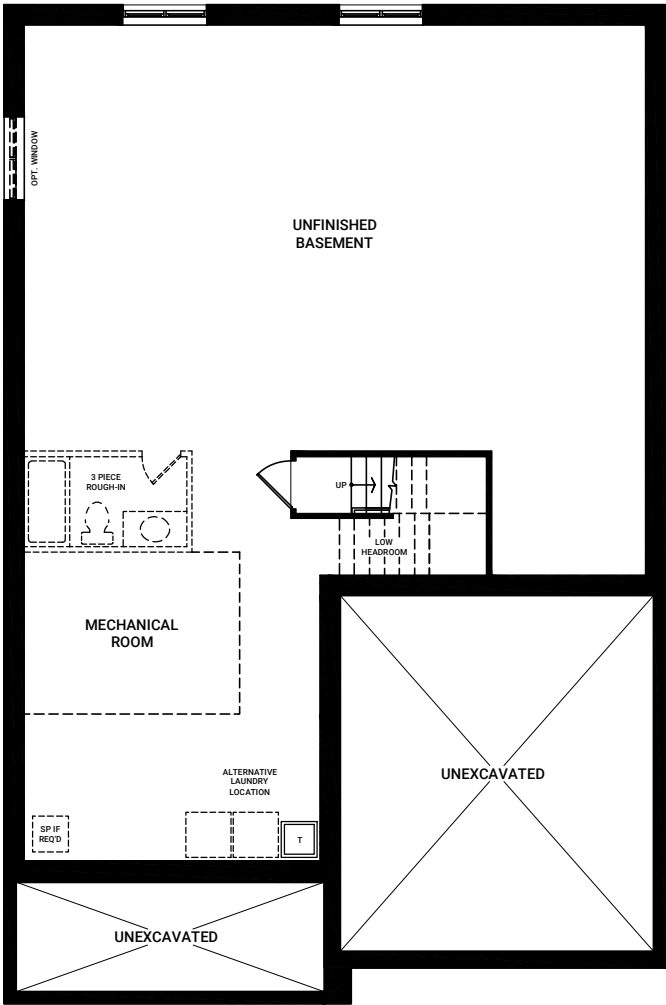 OPT. WINDOW
UNFINISHED
BASEMENT
3 PIECE
ROUGH-IN
UP
LOW
HEADROOM
MECHANICAL
ROOM
ALTERNATIVE
LAUNDRY
LOCATION
UNEXCAVATED
SP IF
REQ'D
T
UNEXCAVATED